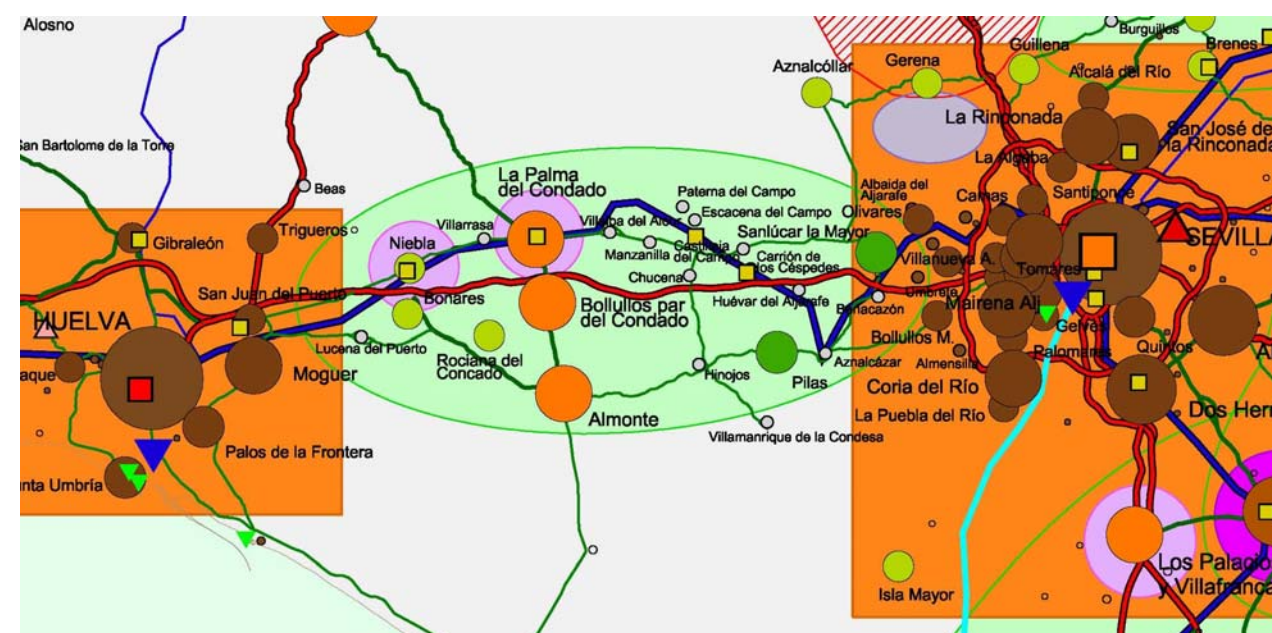 Alosno
Burguillos
Guillena
Brenes
Gerena
Aznalcóllar
Alcalá del Río
La Rinconada
San José de
la Rinconada
San Bartolome de la Torre
La Algaba
La Palma
del Condado
Beas
Paterna del Campo
Albaida del
Aljarafe
Camas
Santiponce
Villarrasa
Villalba del Alcor
Escacena del Campo
Olivares
Trigueros
Gibraleón
Niebla
Manzanilla
Castilleja
del Campo
Sanlúcar la Mayor
SEVILLA
Carrión de
los Céspedes
Villanueva A.
Tomares
Chucena
Umbrete
San Juan del Puerto
Bonares
Bollullos par
del Condado
Huévar del Aljarafe
Benacazón
Mairena Alj
HUELVA
Gelves
Bollullos M.
Lucena del Puerto
Rociana del
Concado
Palomares
Quintos
Almensilla
Aznalcázar
aque
Moguer
Hinojos
Pilas
Coria del Río
Dos Her
La Puebla del Río
Almonte
Villamanrique de la Condesa
Palos de la Frontera
unta Umbría
Los Palacio
y Villafranca
Isla Mayor